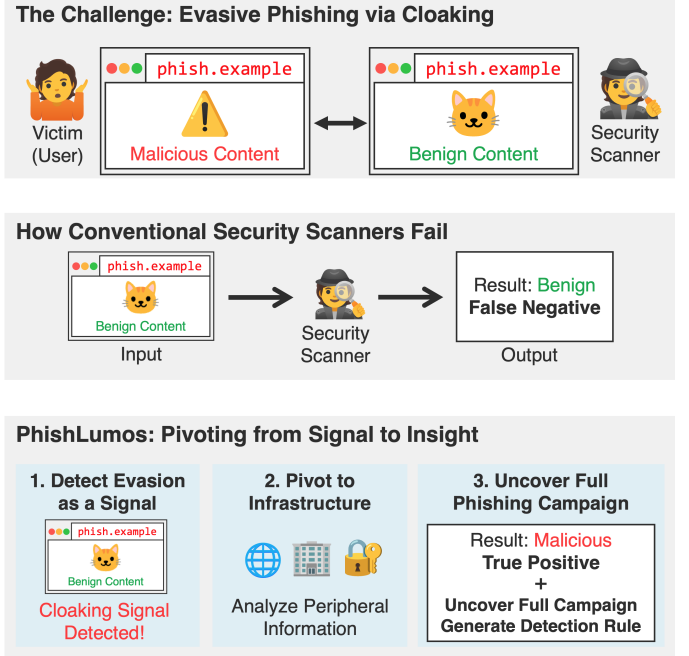 The Challenge: Evasive Phishing via Cloaking
phish.example
phish.example
Victim
(User)
Malicious Content
Benign Content
Security
Scanner
How Conventional Security Scanners Fail
phish.example
Benign Content
Input
Security
Scanner
Result: Benign
False Negative
Output
PhishLumos: Pivoting from Signal to Insight
1. Detect Evasion
as a Signal
phish.example
Benign Content
Cloaking Signal
Detected!
2. Pivot to
Infrastructure
Analyze Peripheral
Information
3. Uncover Full
Phishing Campaign
Result: Malicious
True Positive
+
Uncover Full Campaign
Generate Detection Rule